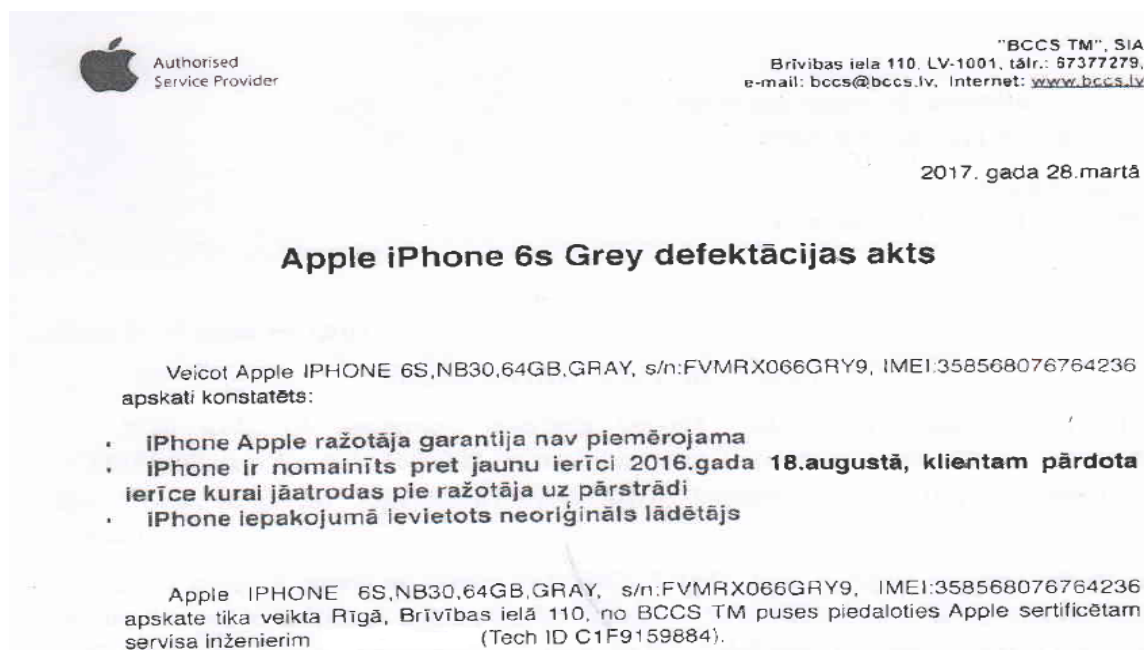 Authorised
Service Provider
"BCCS TM", SIA
Brīvības iela 110, LV-1001, tālr.: 67377279,
e-mail: bccs@bccs.lv, Internet: www.bccs.lv
2017. gada 28.martā
Apple iPhone 6s Grey defektācijas akts
Veicot Apple IPHONE 6S,NB30,64GB,GRAY, s/n:FVMRX066GRY9, IMEI:358568076764236
apskati konstatēts:
· iPhone Apple ražotāja garantija nav piemērojama
· iPhone ir nomainīts pret jaunu ierīci 2016.gada 18.augustā, klientam pārdota
ierīce kurai jāatrodas pie ražotāja uz pārstrādi
· iPhone iepakojumā ievietots neoriģināls lādētājs
Apple IPHONE 6S,NB30,64GB,GRAY, s/n:FVMRX066GRY9, IMEI:358568076764236
apskate tika veikta Rīgā, Brīvības ielā 110, no BCCS TM puses piedaloties Apple sertificētam
servisa inženierim (Tech ID C1F9159884).